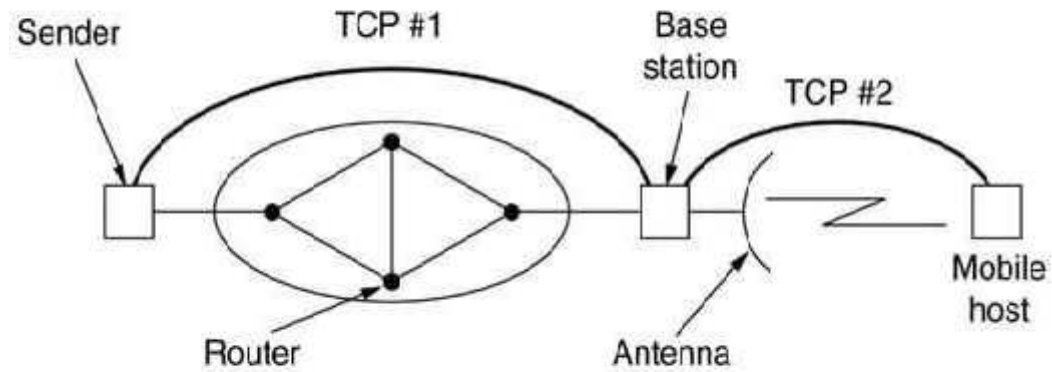 Sender
TCP #1
Base
station
TCP #2
Router
Antenna
Mobile
host